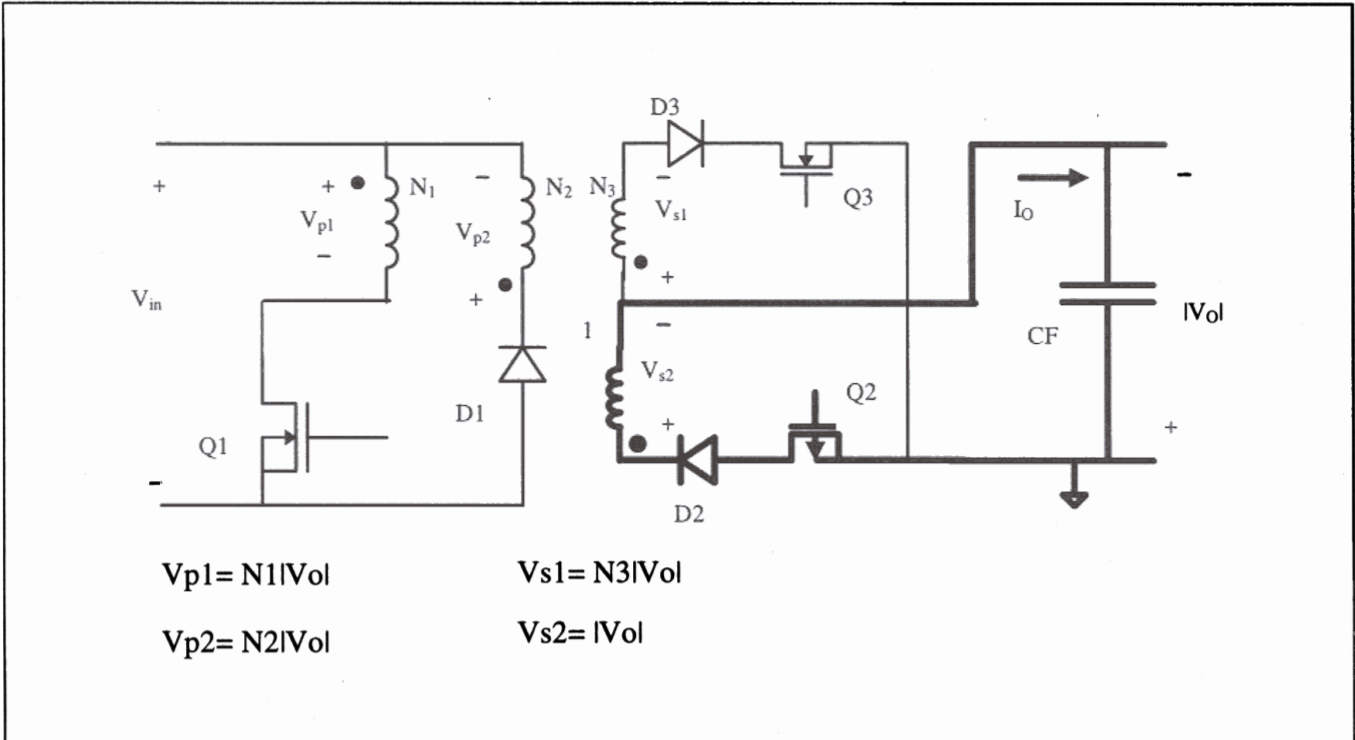 D3
+ − N₁ − N₂ N₃ −
+ Q3 −
Vp1 Vp2 Vs1 IO
−
+ +
Vin
1 − CF |Vo|
Vs2
Q2
D1 + +
Q1
−
D2
Vp1= N1|Vo| Vs1= N3|Vo|
Vp2= N2|Vo| Vs2= |Vo|